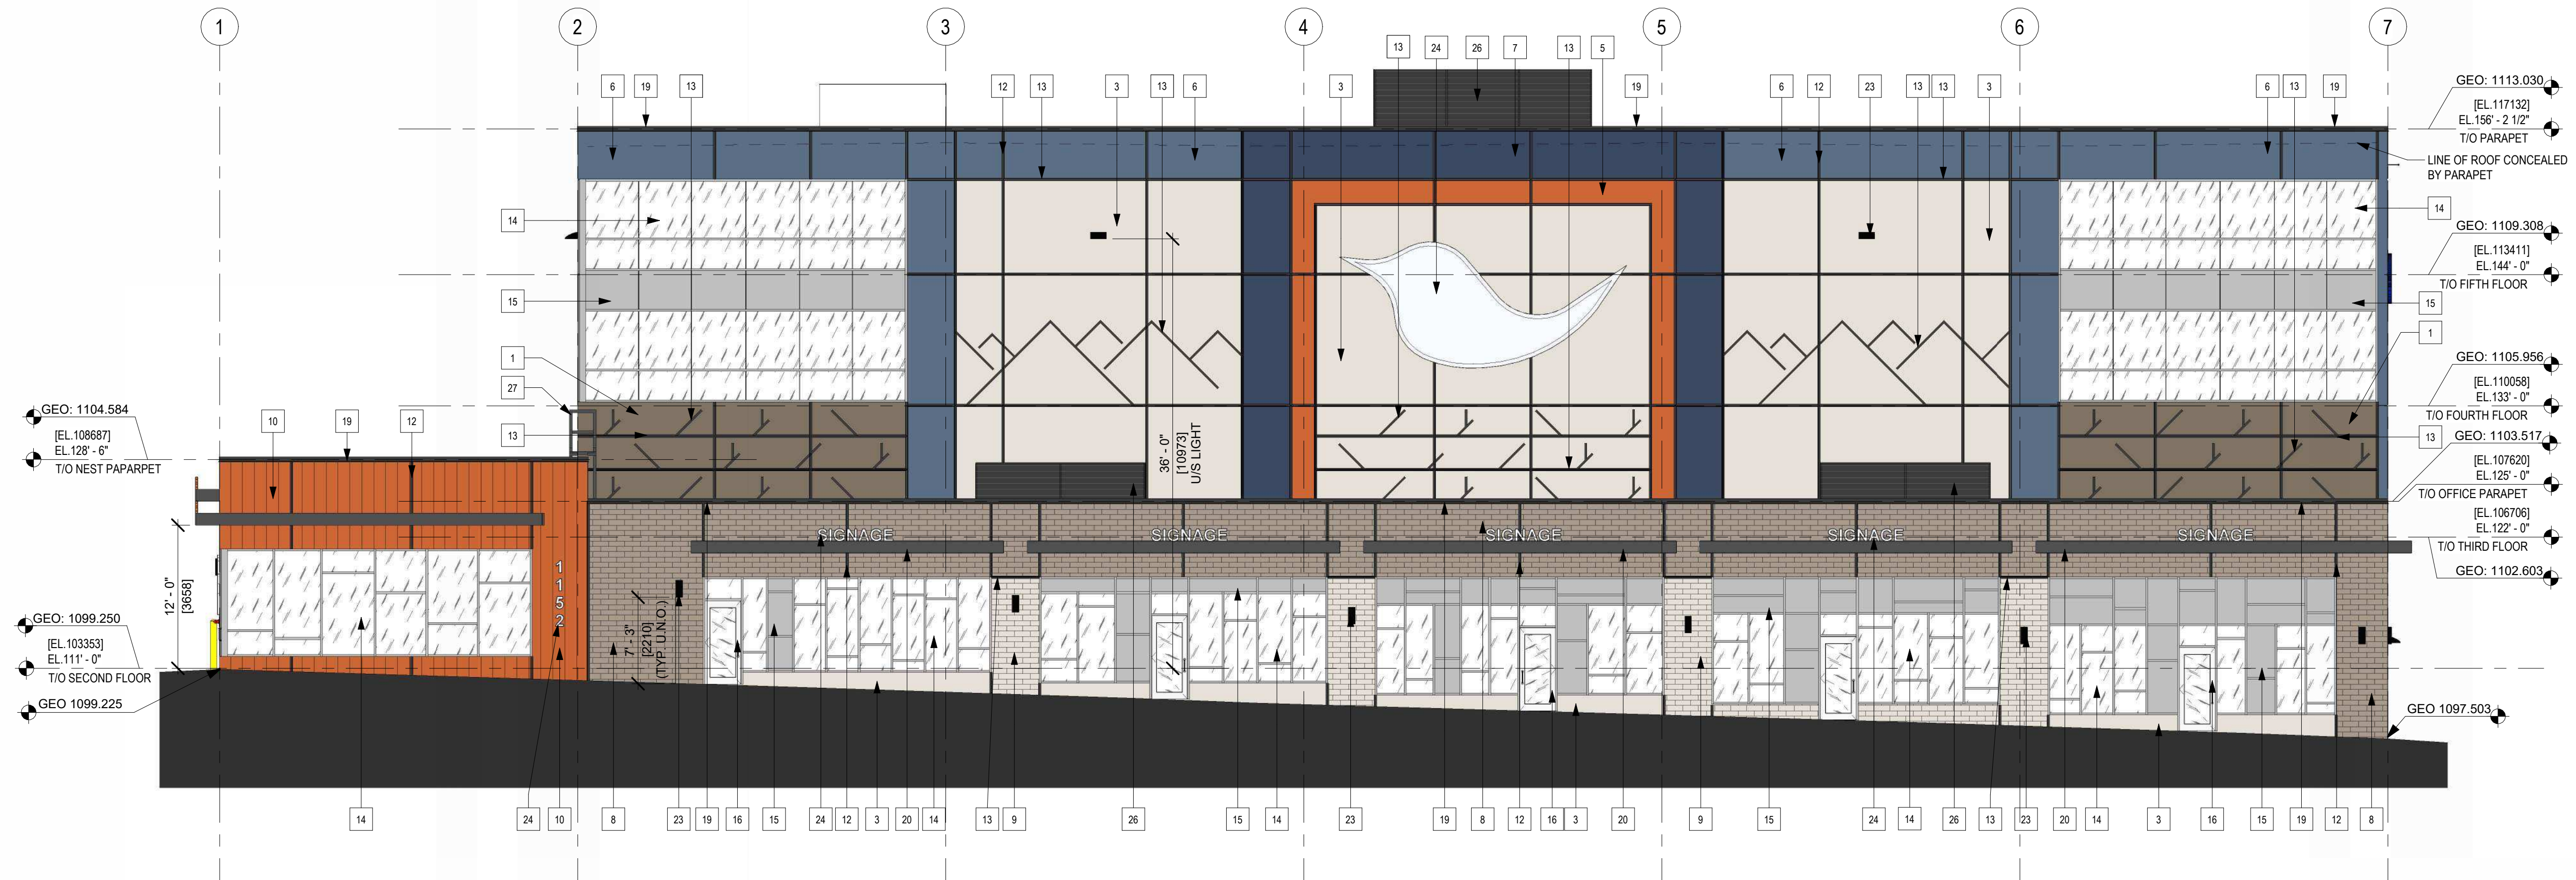 1 2 3 4 5 6 7
13 24 26 7 13 5
6 19 13 12 13 3 13 6 3 19 6 12 23 13 13 3 6 13 19
GEO: 1113.030
[EL.117132]
EL.156' - 2 1/2"
T/O PARAPET
LINE OF ROOF CONCEALED
BY PARAPET
14
14
GEO: 1109.308
[EL.113411]
EL.144' - 0"
T/O FIFTH FLOOR
15
15
1
1
27
GEO: 1105.956
[EL.110058]
EL.133' - 0"
T/O FOURTH FLOOR
GEO: 1104.584
[EL.108687]
EL.128' - 6"
T/O NEST PAPARPET
10 19 12
13
13
GEO: 1103.517
[EL.107620]
EL.125' - 0"
T/O OFFICE PARAPET
36' - 0"
[10973]
U/S LIGHT
[EL.106706]
EL.122' - 0"
T/O THIRD FLOOR
GEO: 1102.603
SIGNAGE SIGNAGE SIGNAGE SIGNAGE SIGNAGE
12' - 0"
[3658]
1
1
5
2
7' - 3"
[2210]
(TYP. U.N.O.)
GEO: 1099.250
[EL.103353]
EL.111' - 0"
T/O SECOND FLOOR
GEO 1099.225
GEO 1097.503
14 24 10 8 23 19 16 15 24 12 3 20 14 13 9 26 15 14 23 19 8 12 16 3 20 9 15 24 14 26 13 23 20 14 3 16 15 19 12 8